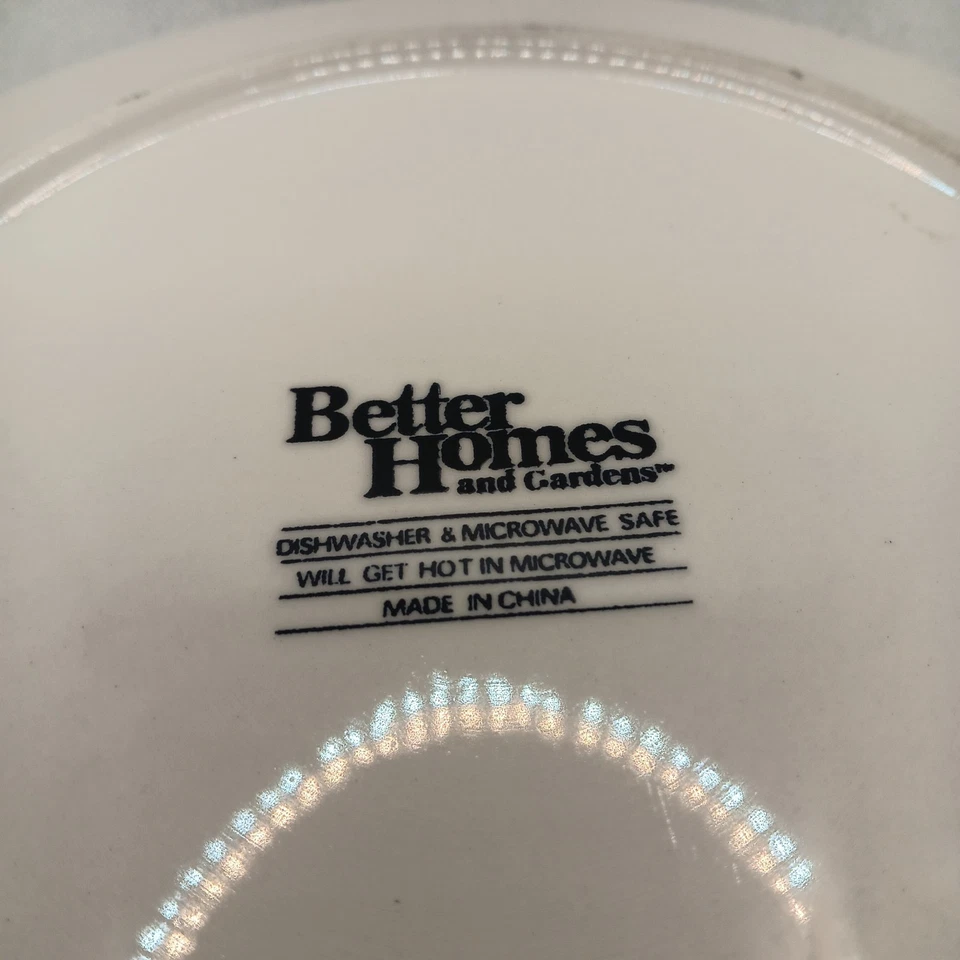 Better
Homes
and Gardens™
DISHWASHER & MICROWAVE SAFE
WILL GET HOT IN MICROWAVE
MADE IN CHINA